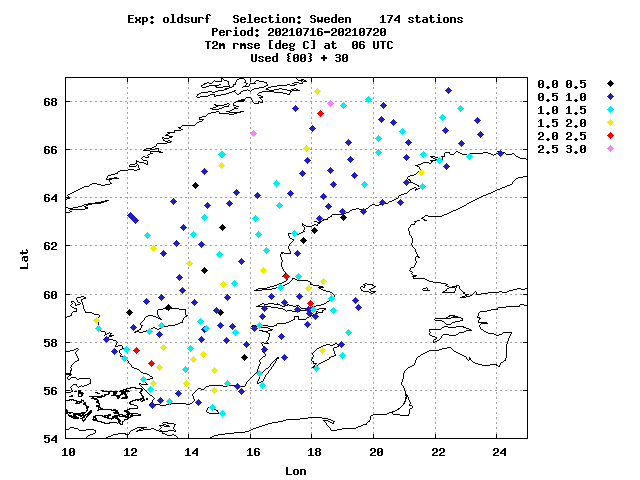 Exp: oldsurf   Selection: Sweden    174 stations
Period: 20210716-20210720
T2m rmse [deg C] at  06 UTC
Used {00} + 30
0.0 0.5
0.5 1.0
1.0 1.5
1.5 2.0
2.0 2.5
2.5 3.0
68
66
64
62
60
58
56
54
Lat
10 12 14 16 18 20 22 24
Lon